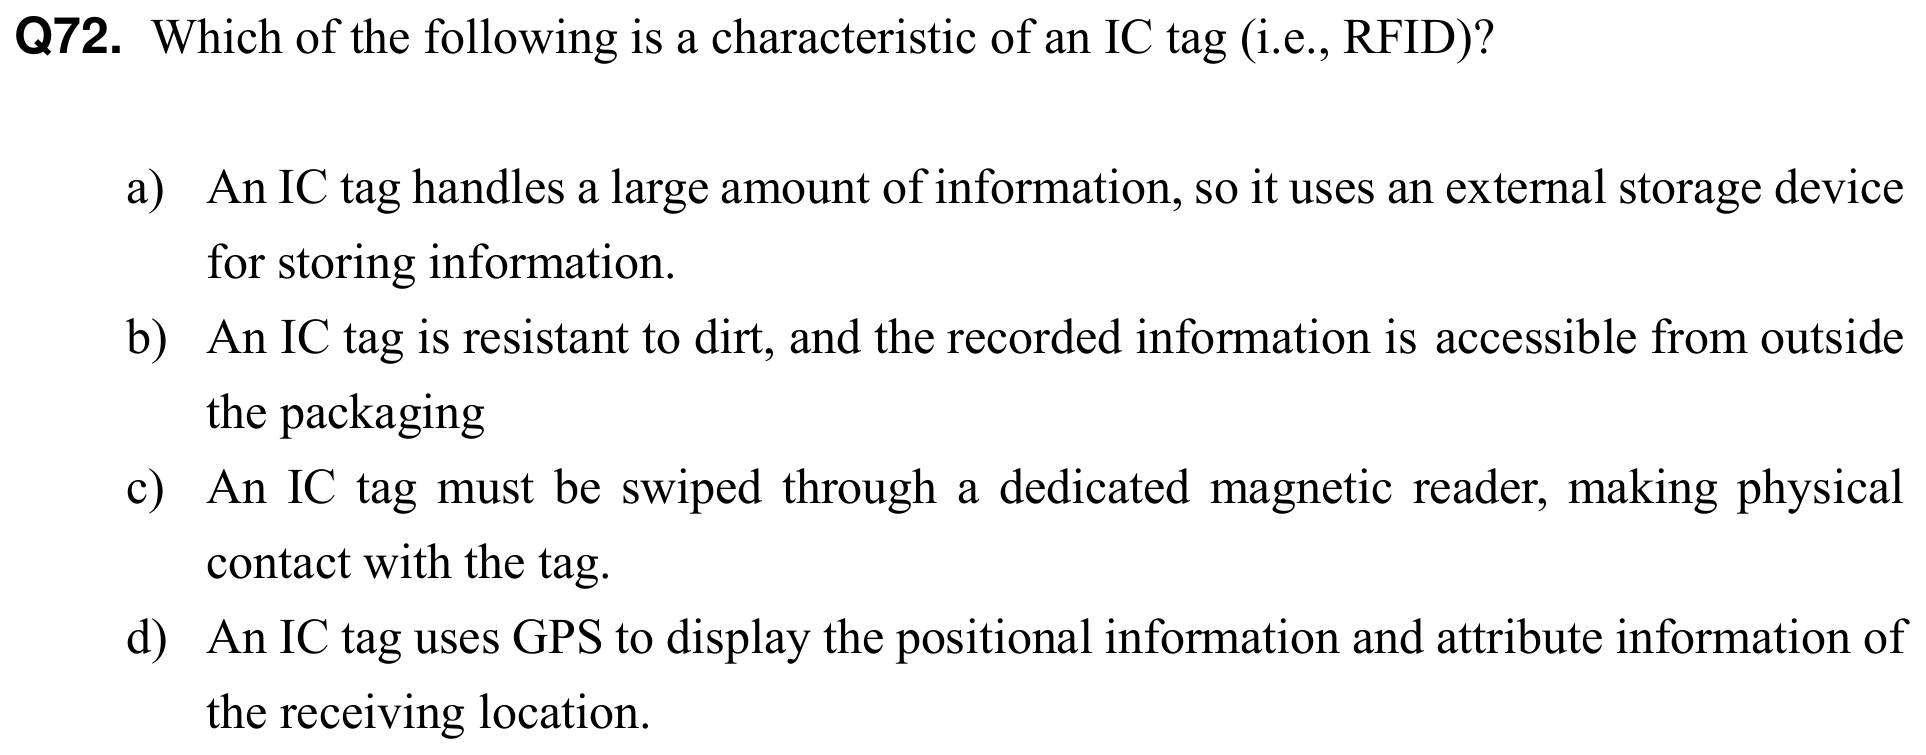 Q72. Which of the following is a characteristic of an IC tag (i.e., RFID)?
a) An IC tag handles a large amount of information, so it uses an external storage device
for storing information.
b) An IC tag is resistant to dirt, and the recorded information is accessible from outside
the packaging
c) An IC tag must be swiped through a dedicated magnetic reader, making physical
contact with the tag.
d) An IC tag uses GPS to display the positional information and attribute information of
the receiving location.